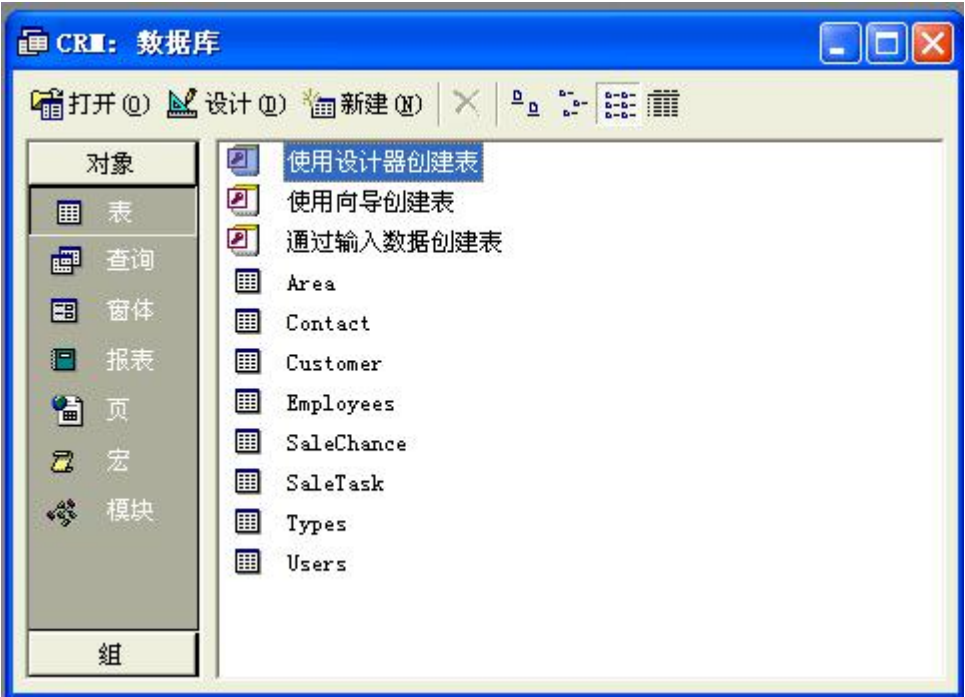 CRM: 数据库
打开(O) 设计(D) 新建(N)
对象
表
查询
窗体
报表
页
宏
模块
组
使用设计器创建表
使用向导创建表
通过输入数据创建表
Area
Contact
Customer
Employees
SaleChance
SaleTask
Types
Users